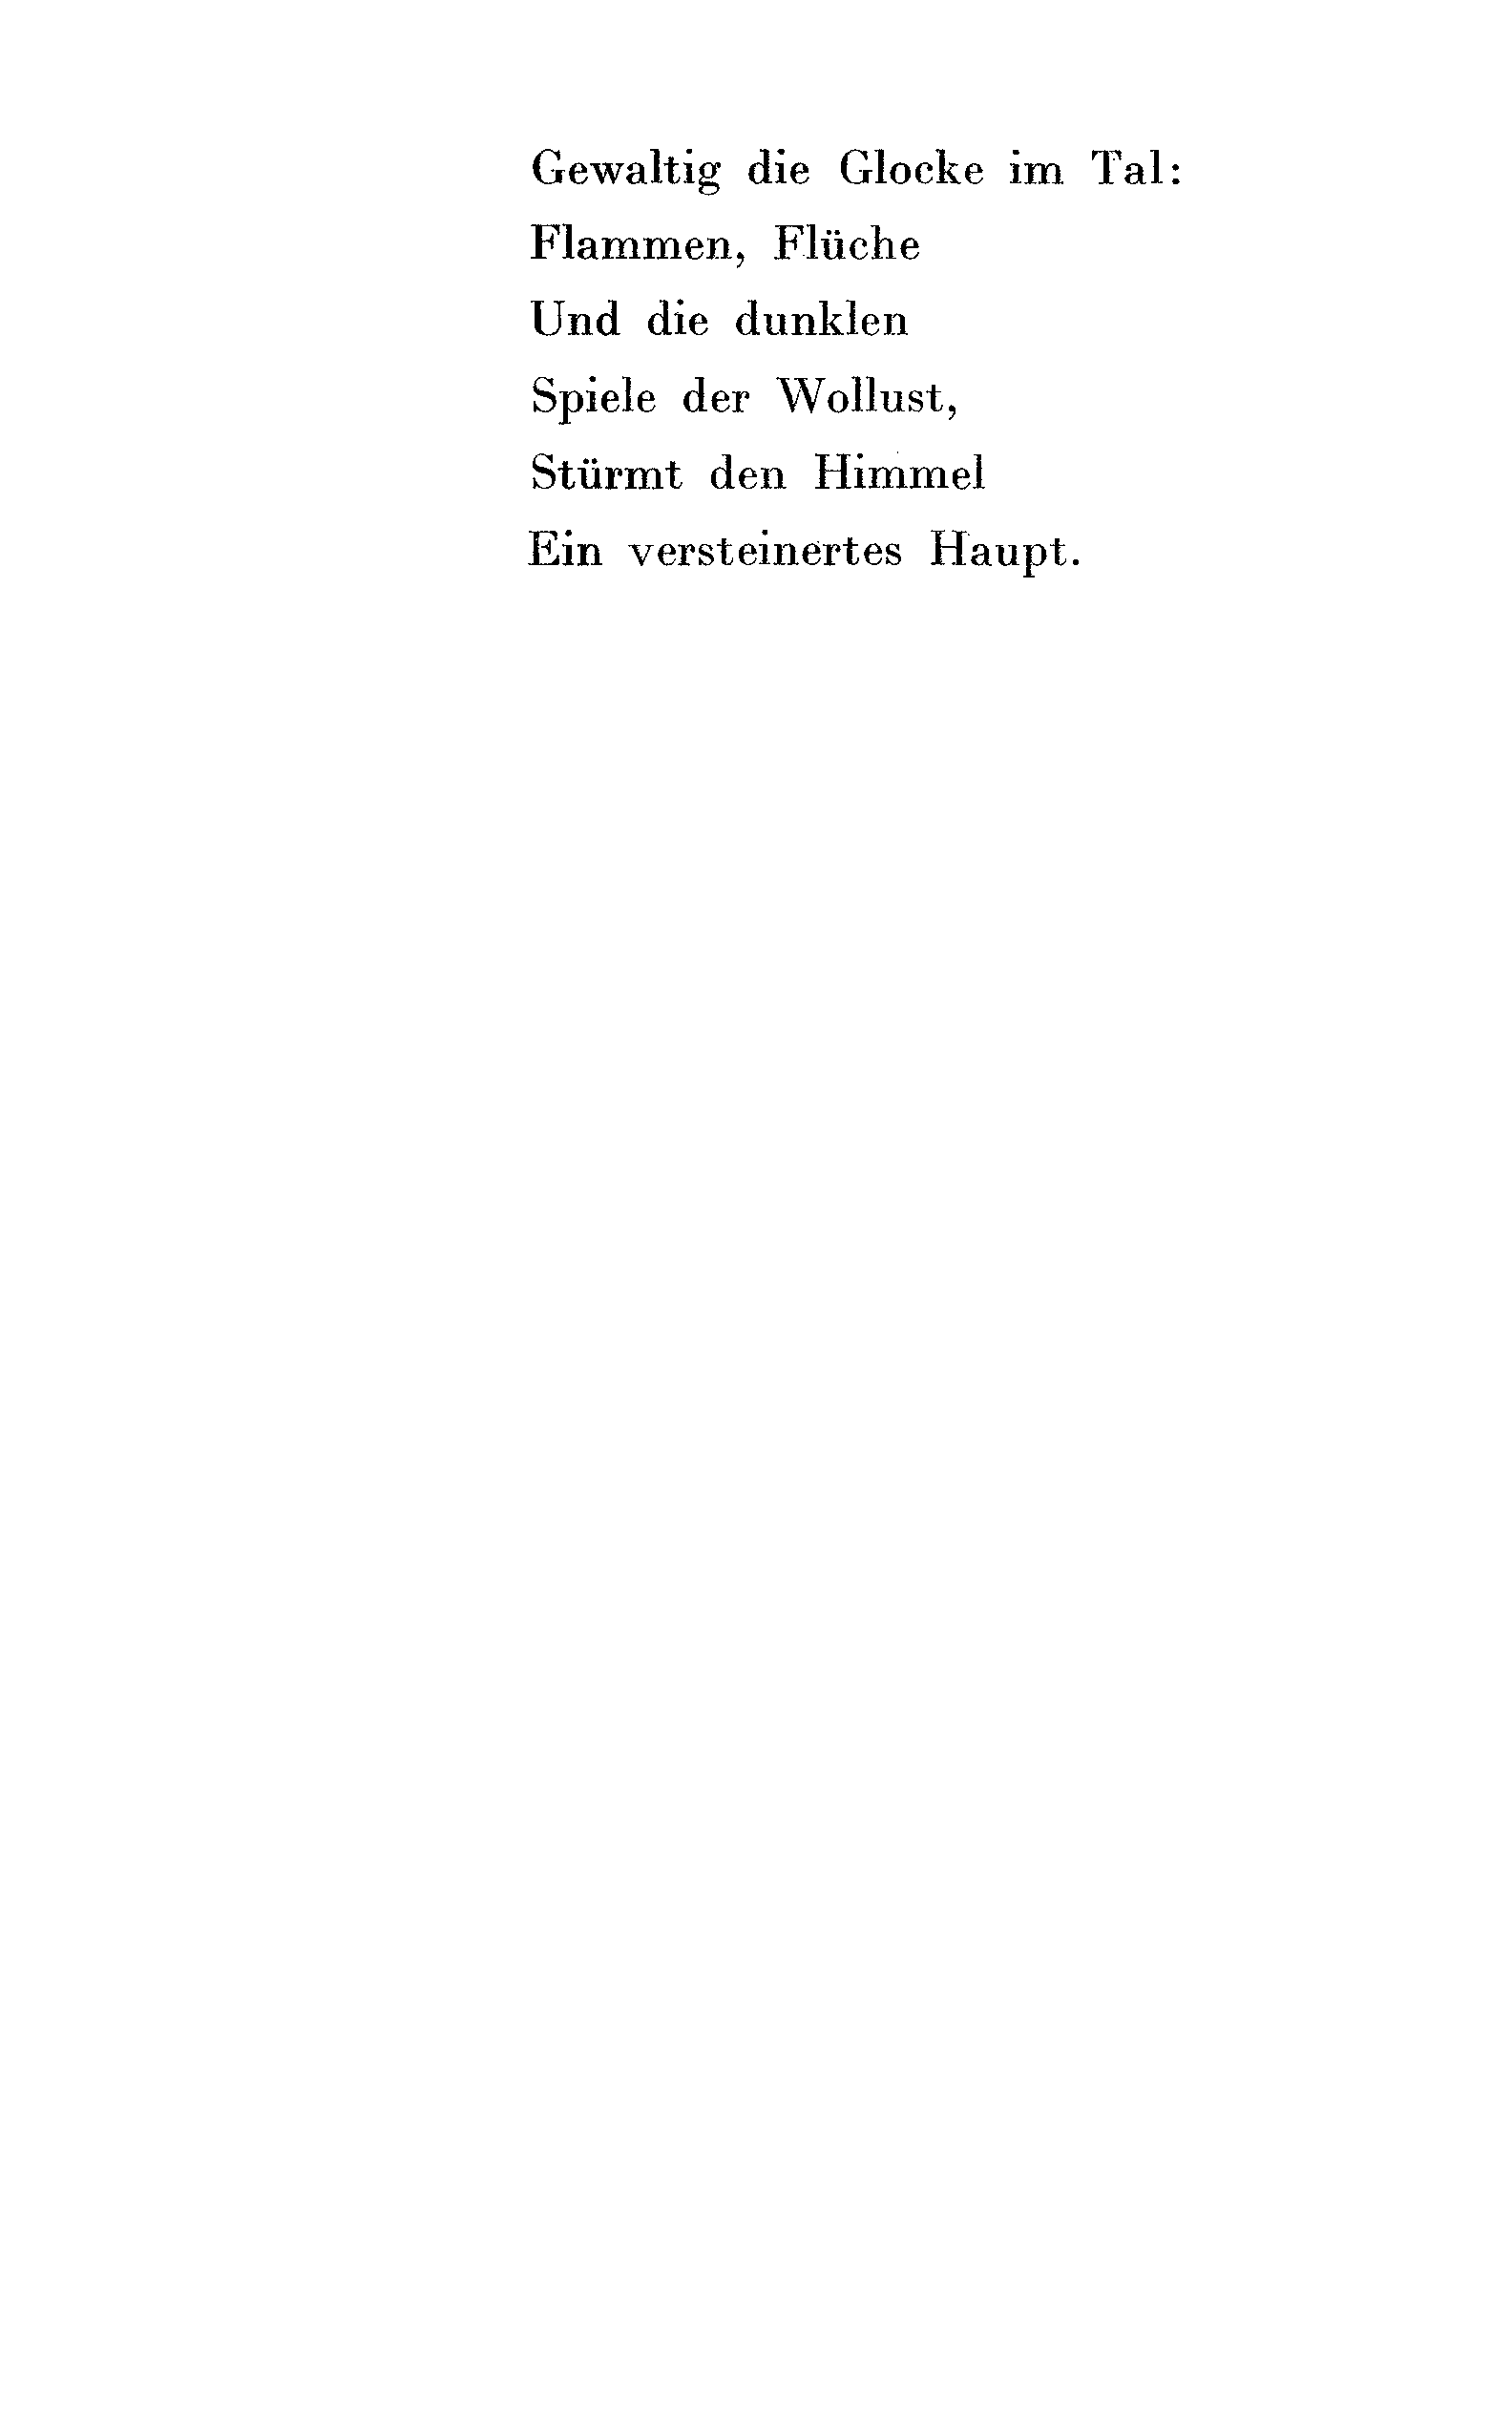 Gewaltig die Glocke im Tal:
Flammen, Flüche
Und die dunklen
Spiele der Wollust,
Stürmt den Himmel
Ein versteinertes Haupt.